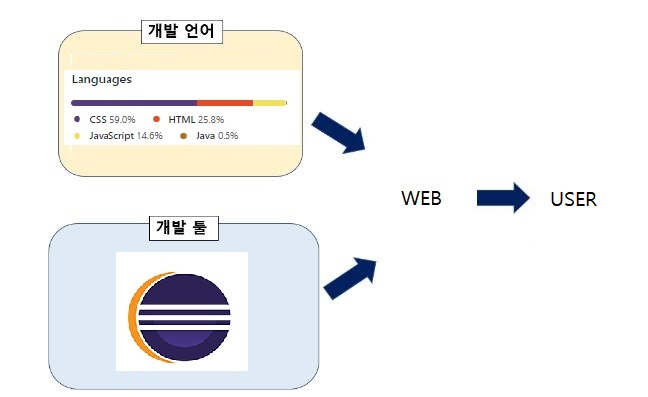 개발 언어
Languages
CSS 59.0% HTML 25.8%
JavaScript 14.6% Java 0.5%
WEB
USER
개발 툴